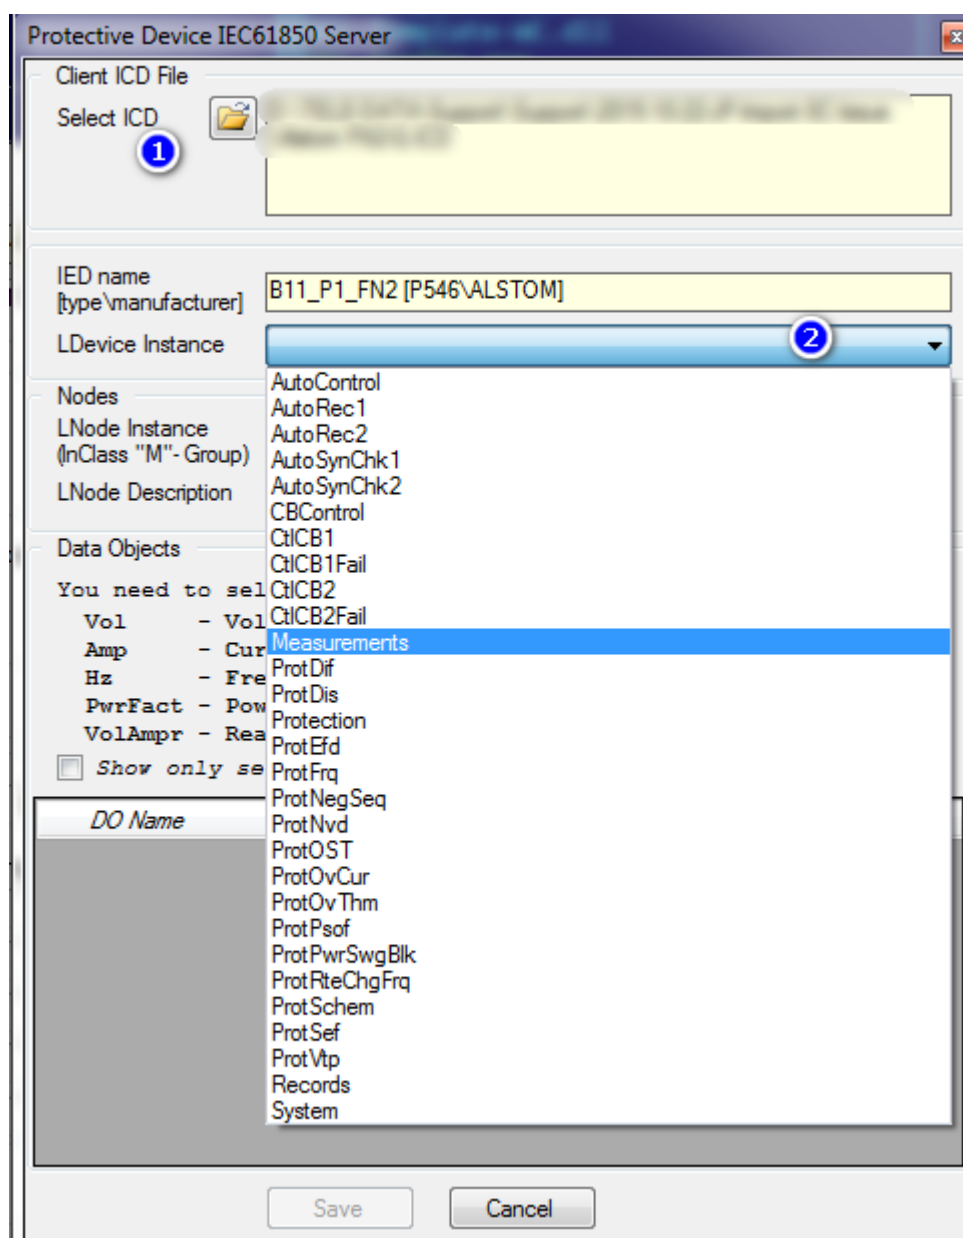 Protective Device IEC61850 Server
x
Client ICD File
Select ICD
1
IED name
[type\manufacturer]
B11_P1_FN2 [P546\ALSTOM]
LDevice Instance
2
AutoControl
AutoRec1
AutoRec2
AutoSynChk1
AutoSynChk2
CBControl
CtlCB1
CtlCB1Fail
CtlCB2
CtlCB2Fail
Measurements
ProtDif
ProtDis
Protection
ProtEfd
ProtFrq
ProtNegSeq
ProtNvd
ProtOST
ProtOvCur
ProtOvThm
ProtPsof
ProtPwrSwgBlk
ProtRteChgFrq
ProtSchem
ProtSef
ProtVtp
Records
System
Nodes
LNode Instance
(lnClass "M"- Group)
LNode Description
Data Objects
You need to sel
Vol - Vol
Amp - Cur
Hz - Fre
PwrFact - Pow
VolAmpr - Rea
Show only se
DO Name
Save
Cancel